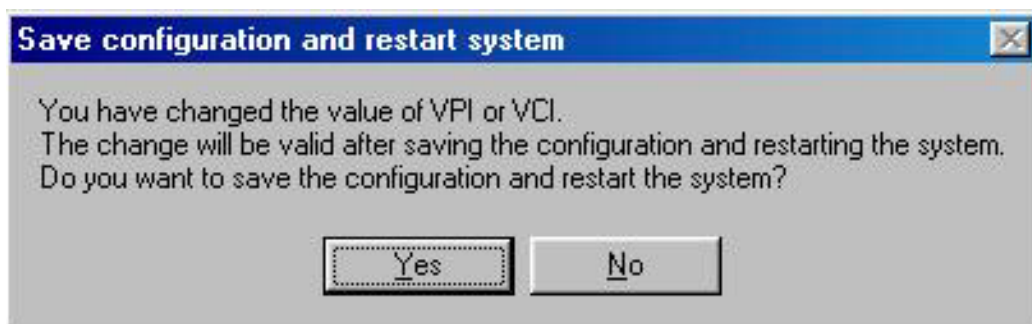 Save configuration and restart system
You have changed the value of VPI or VCI.
The change will be valid after saving the configuration and restarting the system.
Do you want to save the configuration and restart the system?
Yes No